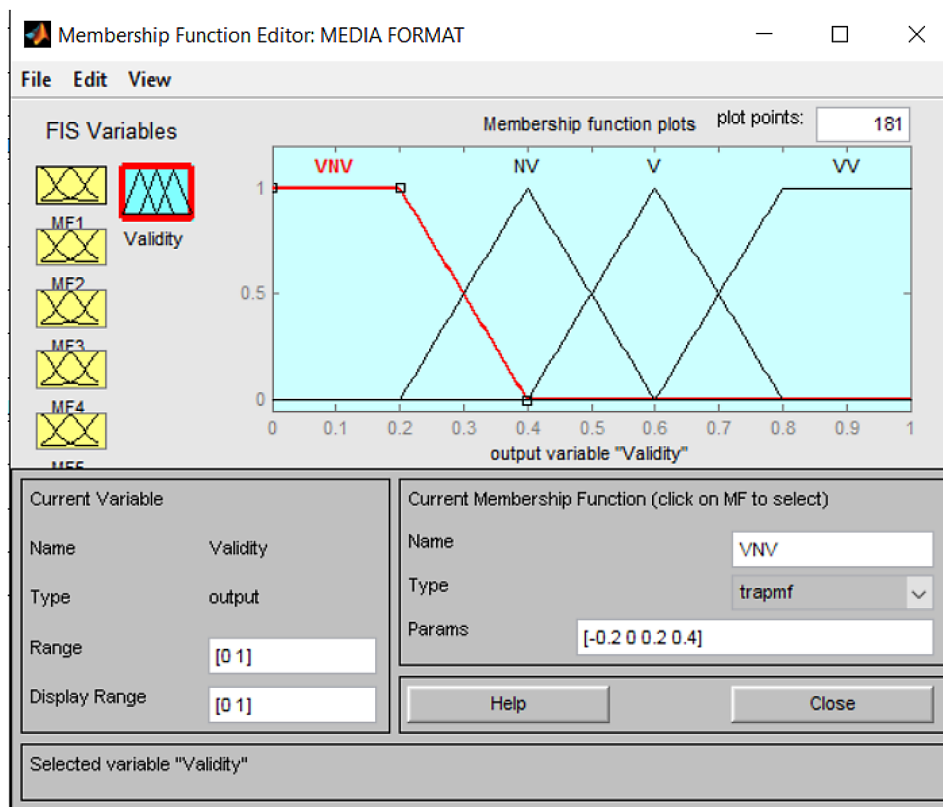 Membership Function Editor: MEDIA FORMAT
File Edit View
FIS Variables
MF1
MF2
MF3
MF4
MF5
Validity
Membership function plots
plot points:
181
VNV NV V VV
1
0.5
0
0 0.1 0.2 0.3 0.4 0.5 0.6 0.7 0.8 0.9 1
output variable "Validity"
Current Variable
Name Validity
Type output
Range [0 1]
Display Range [0 1]
Current Membership Function (click on MF to select)
Name VNV
Type trapmf
Params [-0.2 0 0.2 0.4]
Help Close
Selected variable "Validity"